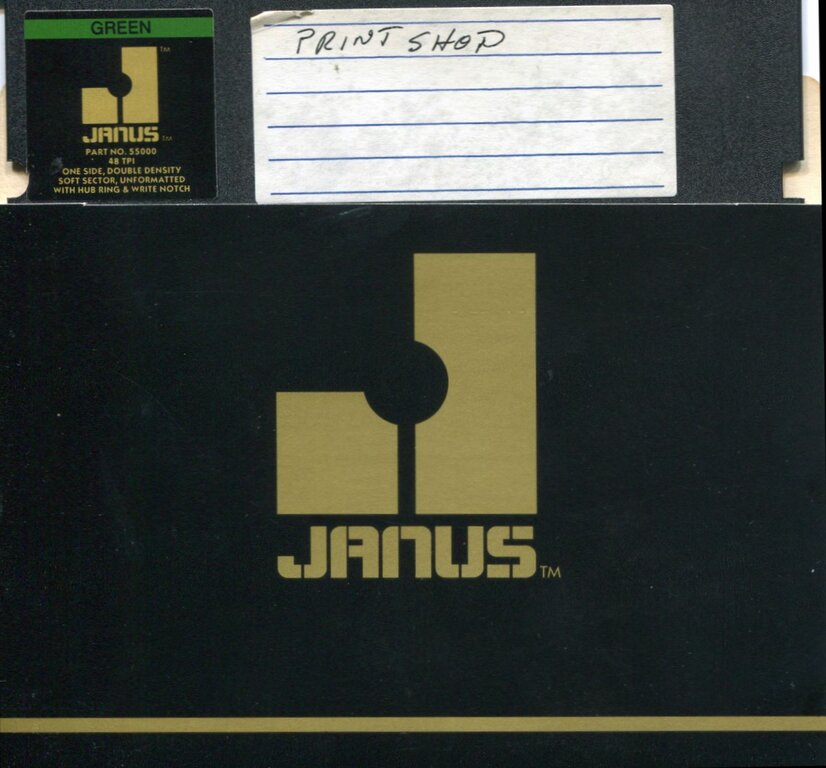 GREEN
TM
JANUS TM
PART NO. 55000
48 TPI
ONE SIDE, DOUBLE DENSITY
SOFT SECTOR, UNFORMATTED
WITH HUB RING & WRITE NOTCH
PRINT SHOP
JANUS TM